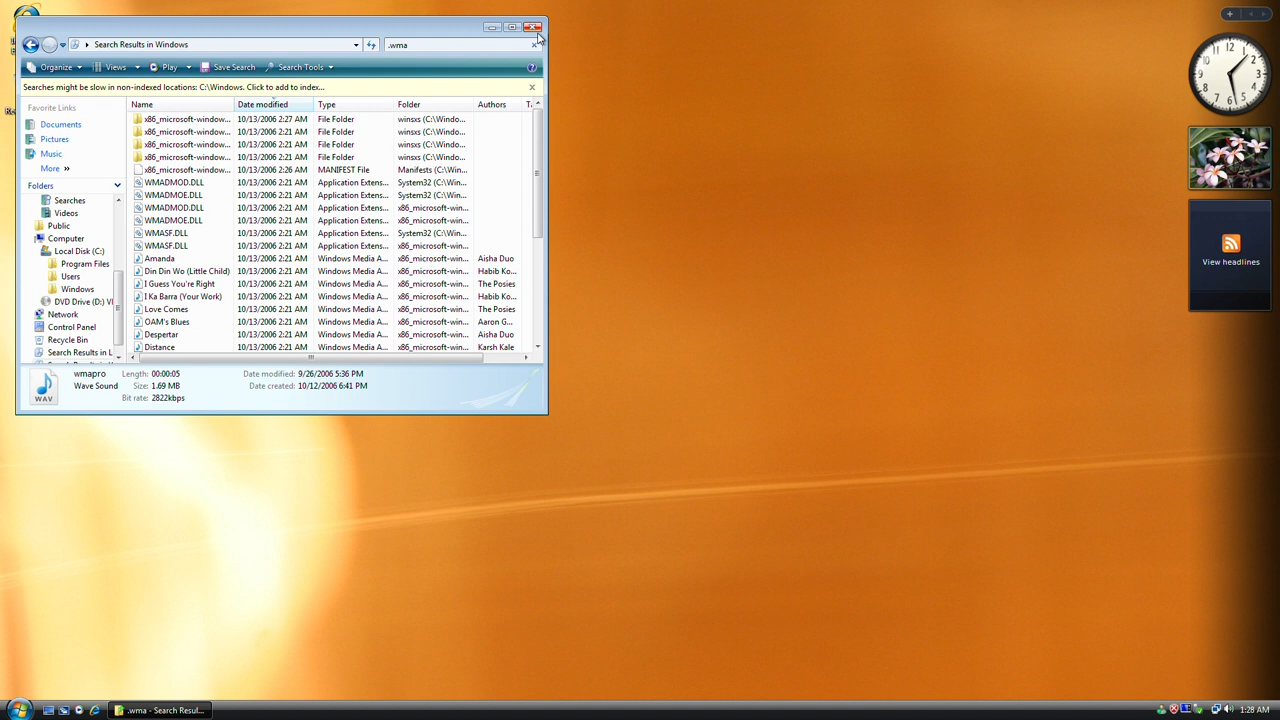 Search Results in Windows
.wma
Organize Views Play Save Search Search Tools
Searches might be slow in non-indexed locations: C:\Windows. Click to add to index...
Favorite Links
Documents
Pictures
Music
More »
Folders
Searches
Videos
Public
Computer
Local Disk (C:)
Program Files
Users
Windows
DVD Drive (D:) VI
Network
Control Panel
Recycle Bin
Search Results in L
Name Date modified Type Folder Authors
x86_microsoft-window... 10/13/2006 2:27 AM File Folder winsxs (C:\Windo...
x86_microsoft-window... 10/13/2006 2:21 AM File Folder winsxs (C:\Windo...
x86_microsoft-window... 10/13/2006 2:21 AM File Folder winsxs (C:\Windo...
x86_microsoft-window... 10/13/2006 2:21 AM File Folder winsxs (C:\Windo...
x86_microsoft-window... 10/13/2006 2:26 AM MANIFEST File Manifests (C:\Win...
WMADMOD.DLL 10/13/2006 2:21 AM Application Extens... System32 (C:\Win...
WMADMOE.DLL 10/13/2006 2:21 AM Application Extens... System32 (C:\Win...
WMADMOD.DLL 10/13/2006 2:21 AM Application Extens... x86_microsoft-win...
WMADMOE.DLL 10/13/2006 2:21 AM Application Extens... x86_microsoft-win...
WMASF.DLL 10/13/2006 2:21 AM Application Extens... System32 (C:\Win...
WMASF.DLL 10/13/2006 2:21 AM Application Extens... x86_microsoft-win...
Amanda 10/13/2006 2:21 AM Windows Media A... x86_microsoft-win... Aisha Duo
Din Din Wo (Little Child) 10/13/2006 2:21 AM Windows Media A... x86_microsoft-win... Habib Ko...
I Guess You're Right 10/13/2006 2:21 AM Windows Media A... x86_microsoft-win... The Posies
I Ka Barra (Your Work) 10/13/2006 2:21 AM Windows Media A... x86_microsoft-win... Habib Ko...
Love Comes 10/13/2006 2:21 AM Windows Media A... x86_microsoft-win... The Posies
OAM's Blues 10/13/2006 2:21 AM Windows Media A... x86_microsoft-win... Aaron G...
Despertar 10/13/2006 2:21 AM Windows Media A... x86_microsoft-win... Aisha Duo
Distance 10/13/2006 2:21 AM Windows Media A... x86_microsoft-win... Karsh Kale
WAV
wmapro Length: 00:00:05 Date modified: 9/26/2006 5:36 PM
Wave Sound Size: 1.69 MB Date created: 10/12/2006 6:41 PM
Bit rate: 2822kbps
12 1 2 3 4 5 6 7 8 9 10 11
View headlines
.wma - Search Resul...
1:28 AM